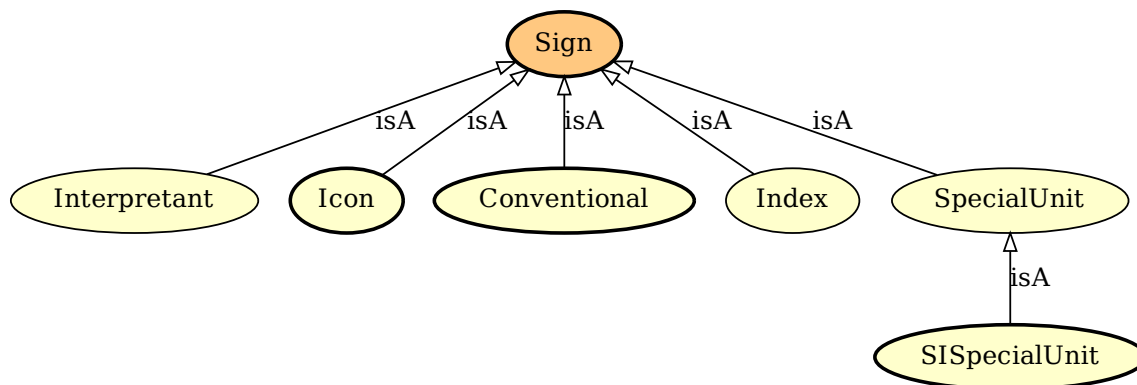 Sign
isA isA isA isA isA
Interpretant Icon Conventional Index SpecialUnit
isA
SISpecialUnit